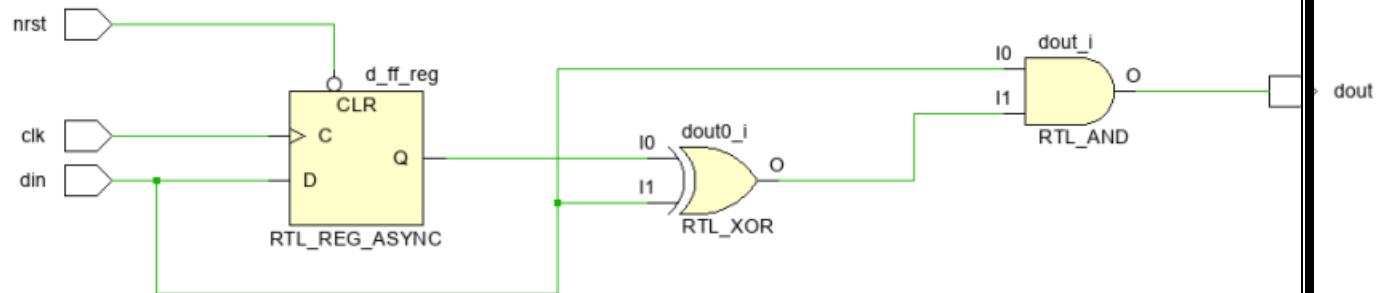 nrst
d_ff_reg
CLR
clk
C
Q
din
D
RTL_REG_ASYNC
dout0_i
I0
I1
O
RTL_XOR
dout_i
I0
I1
O
RTL_AND
dout